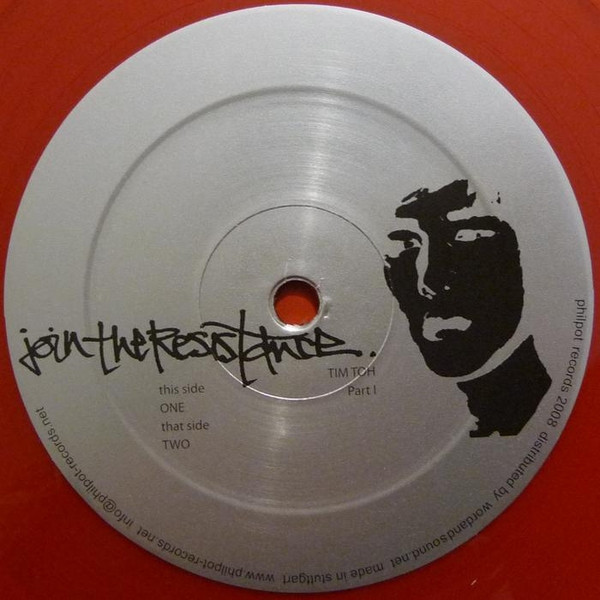 join the Resistance.
TIM TOH
Part I
this side
ONE
that side
TWO
philpot records 2008 distributed by wordandsound.net made in stuttgart www.philpot-records.net info@philpot-records.net